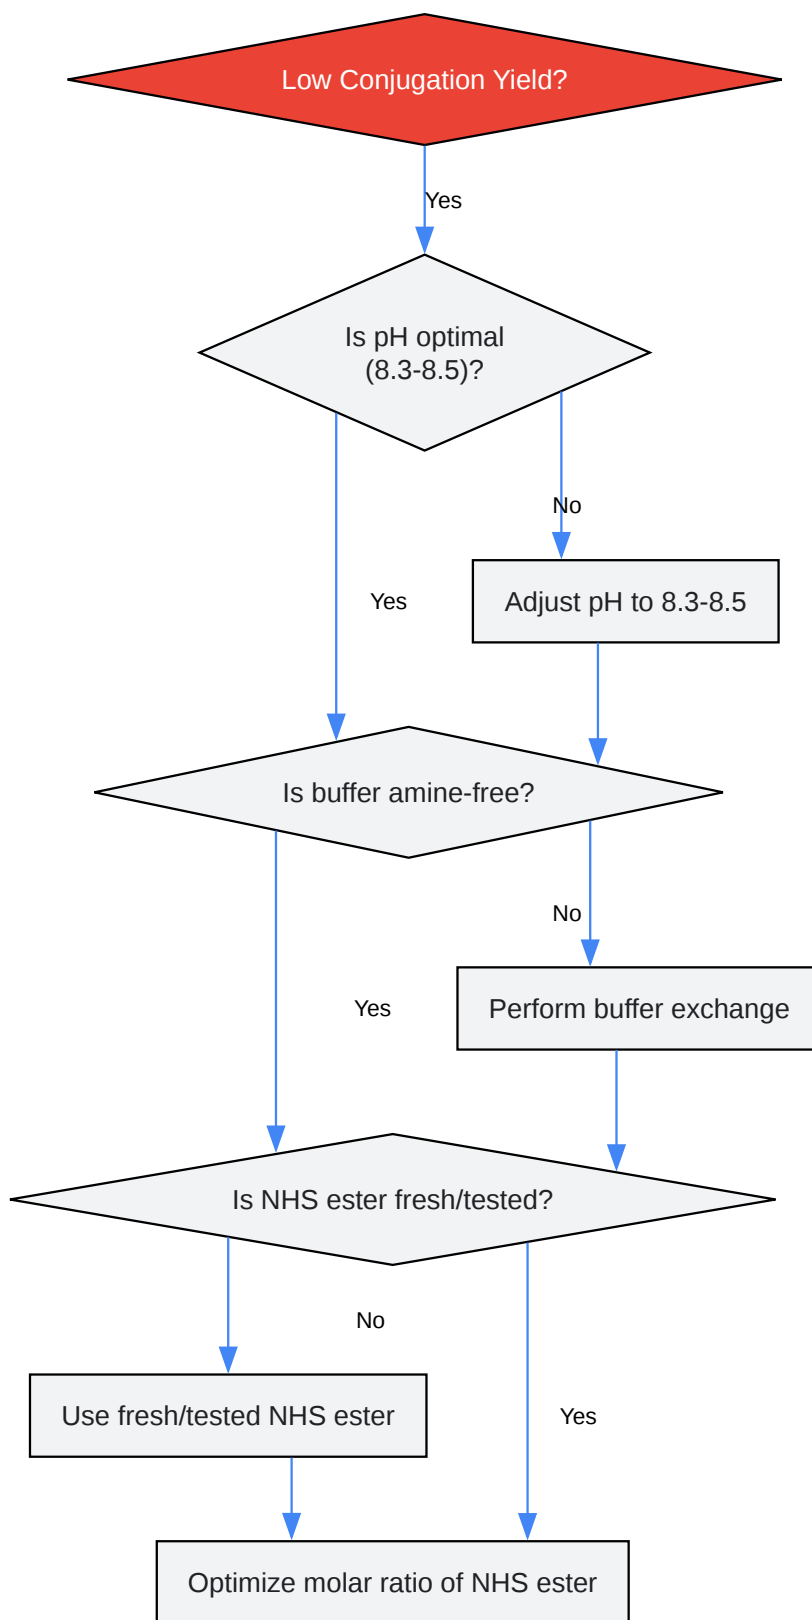 Low Conjugation Yield?
Yes
Is pH optimal
(8.3-8.5)?
No
Yes
Adjust pH to 8.3-8.5
Is buffer amine-free?
No
Yes
Perform buffer exchange
Is NHS ester fresh/tested?
No
Use fresh/tested NHS ester
Yes
Optimize molar ratio of NHS ester